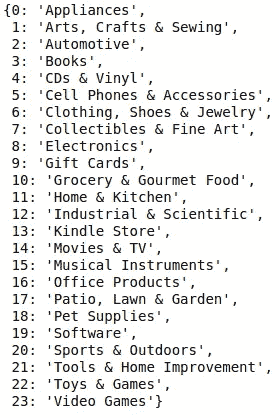 {0: 'Appliances',
1: 'Arts, Crafts & Sewing',
2: 'Automotive',
3: 'Books',
4: 'CDs & Vinyl',
5: 'Cell Phones & Accessories',
6: 'Clothing, Shoes & Jewelry',
7: 'Collectibles & Fine Art',
8: 'Electronics',
9: 'Gift Cards',
10: 'Grocery & Gourmet Food',
11: 'Home & Kitchen',
12: 'Industrial & Scientific',
13: 'Kindle Store',
14: 'Movies & TV',
15: 'Musical Instruments',
16: 'Office Products',
17: 'Patio, Lawn & Garden',
18: 'Pet Supplies',
19: 'Software',
20: 'Sports & Outdoors',
21: 'Tools & Home Improvement',
22: 'Toys & Games',
23: 'Video Games'}